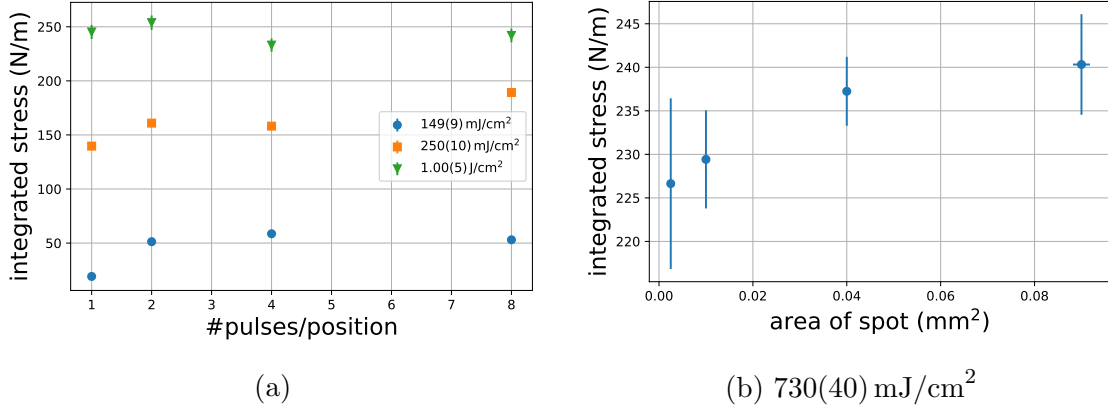 250
200
150
100
50
integrated stress (N/m)
149(9) mJ/cm²
250(10) mJ/cm²
1.00(5) J/cm²
1 2 3 4 5 6 7 8
#pulses/position
(a)
245
240
235
230
225
220
integrated stress (N/m)
0.00 0.02 0.04 0.06 0.08
area of spot (mm²)
(b) 730(40) mJ/cm²